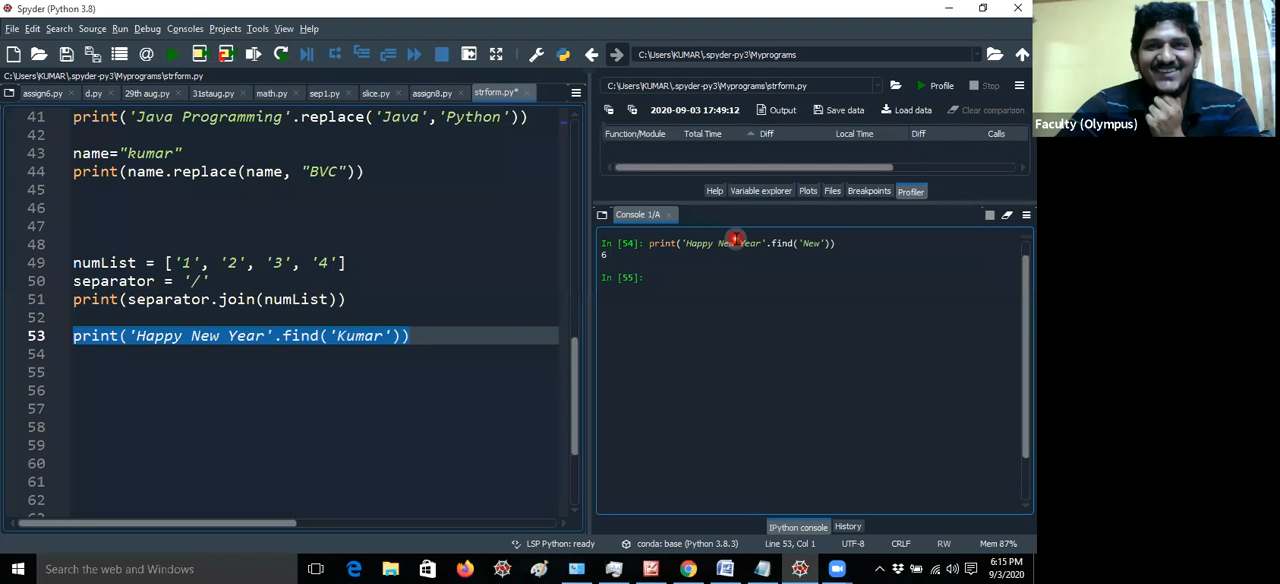 Spyder (Python 3.8)
File Edit Search Source Run Debug Consoles Projects Tools View Help
C:\Users\KUMAR\.spyder-py3\Myprograms
C:\Users\KUMAR\.spyder-py3\Myprograms\strform.py
assign6.py d.py 29th aug.py 31staug.py math.py sep1.py slice.py assign8.py strform.py*
41 print('Java Programming'.replace('Java','Python'))
42
43 name="kumar"
44 print(name.replace(name, "BVC"))
45
46
47
48
49 numList = ['1', '2', '3', '4']
50 separator = '/'
51 print(separator.join(numList))
52
53 print('Happy New Year'.find('Kumar'))
54
55
56
57
58
59
60
61
62
C:\Users\KUMAR\.spyder-py3\Myprograms\strform.py Profile Stop
2020-09-03 17:49:12 Output Save data Load data Clear comparison
Function/Module Total Time Diff Local Time Diff Calls
Help Variable explorer Plots Files Breakpoints Profiler
Console 1/A
In [54]: print('Happy New Year'.find('New'))
6
In [55]:
IPython console History
LSP Python: ready conda: base (Python 3.8.3) Line 53, Col 1 UTF-8 CRLF RW Mem 87%
Faculty (Olympus)
Search the web and Windows
6:15 PM
9/3/2020